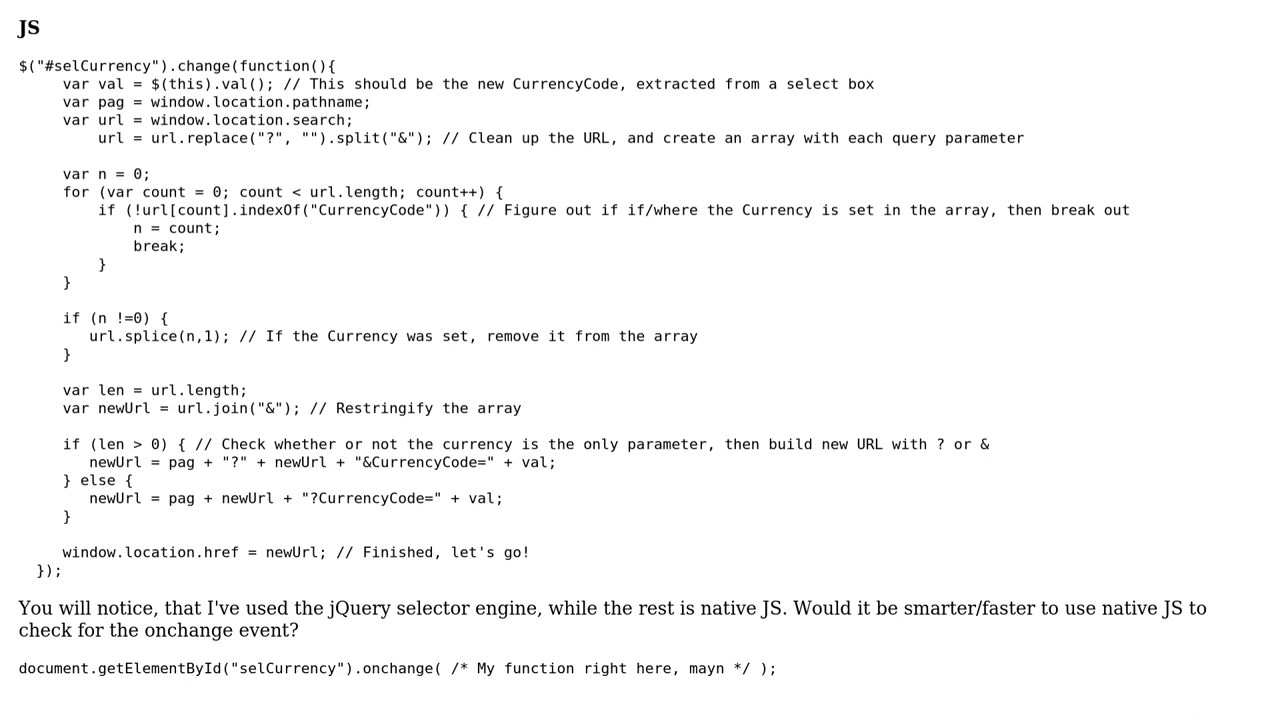 JS
$("#selCurrency").change(function(){
     var val = $(this).val(); // This should be the new CurrencyCode, extracted from a select box
     var pag = window.location.pathname;
     var url = window.location.search;
         url = url.replace("?", "").split("&"); // Clean up the URL, and create an array with each query parameter

     var n = 0;
     for (var count = 0; count < url.length; count++) {
         if (!url[count].indexOf("CurrencyCode")) { // Figure out if if/where the Currency is set in the array, then break out
             n = count;
             break;
         }
     }

     if (n !=0) {
        url.splice(n,1); // If the Currency was set, remove it from the array
     }

     var len = url.length;
     var newUrl = url.join("&"); // Restringify the array

     if (len > 0) { // Check whether or not the currency is the only parameter, then build new URL with ? or &
        newUrl = pag + "?" + newUrl + "&CurrencyCode=" + val;
     } else {
        newUrl = pag + newUrl + "?CurrencyCode=" + val;
     }

     window.location.href = newUrl; // Finished, let's go!
  });
You will notice, that I've used the jQuery selector engine, while the rest is native JS. Would it be smarter/faster to use native JS to
check for the onchange event?
document.getElementById("selCurrency").onchange( /* My function right here, mayn */ );